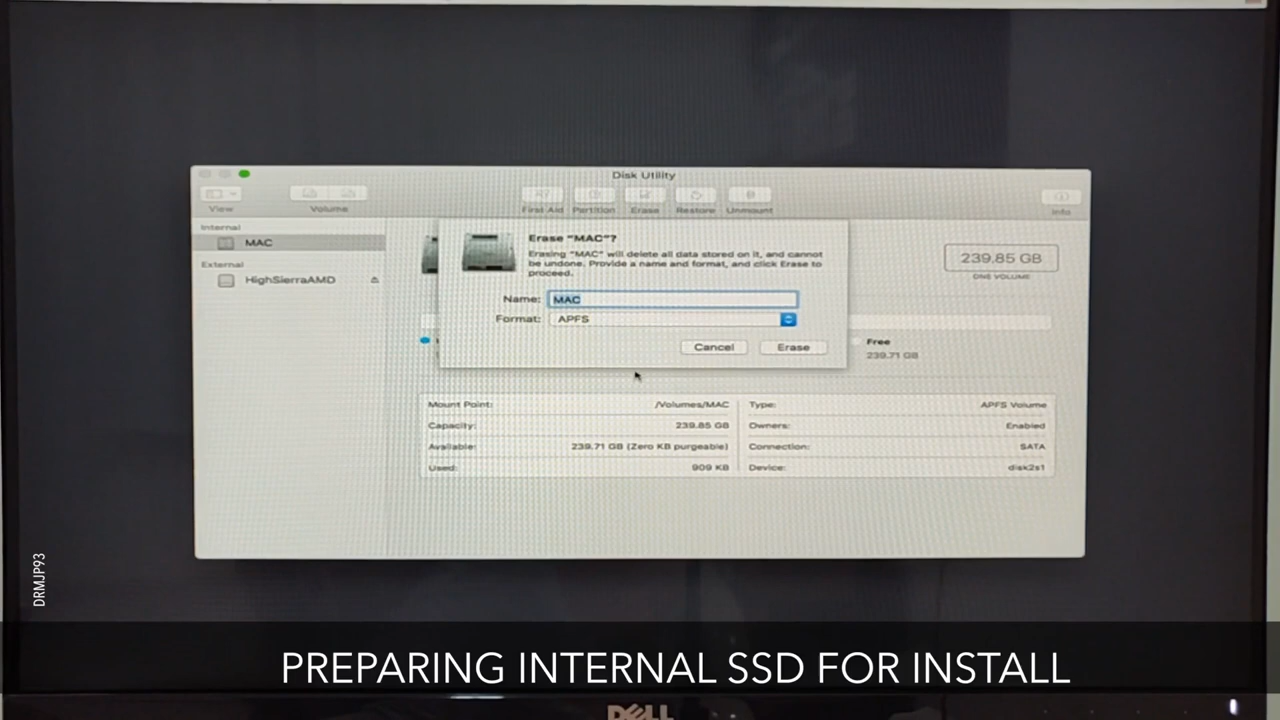 Disk Utility
View
Volume
First Aid
Partition
Erase
Restore
Unmount
Info
Internal
MAC
External
HighSierraAMD
Erase "MAC"?
Erasing "MAC" will delete all data stored on it, and cannot
be undone. Provide a name and format, and click Erase to
proceed.
Name: MAC
Format: APFS
Cancel
Erase
239.85 GB
ONE VOLUME
Free
239.71 GB
Mount Point: /Volumes/MAC
Capacity: 239.85 GB
Available: 239.71 GB (Zero KB purgeable)
Used: 909 KB
Type: APFS Volume
Owners: Enabled
Connection: SATA
Device: disk2s1
DRMJP93
PREPARING INTERNAL SSD FOR INSTALL
DELL